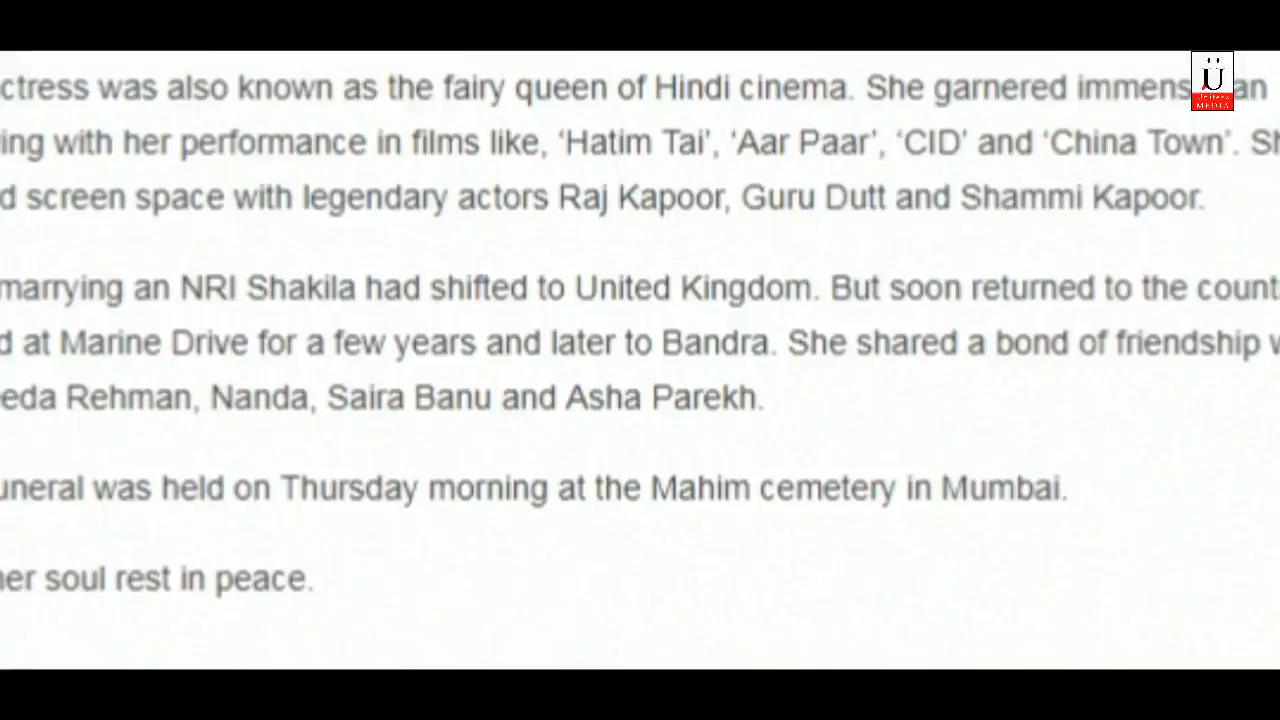 ctress was also known as the fairy queen of Hindi cinema. She garnered immens an
ing with her performance in films like, ‘Hatim Tai’, ‘Aar Paar’, ‘CID’ and ‘China Town’. Sh
d screen space with legendary actors Raj Kapoor, Guru Dutt and Shammi Kapoor.
marrying an NRI Shakila had shifted to United Kingdom. But soon returned to the count
d at Marine Drive for a few years and later to Bandra. She shared a bond of friendship w
eeda Rehman, Nanda, Saira Banu and Asha Parekh.
uneral was held on Thursday morning at the Mahim cemetery in Mumbai.
her soul rest in peace.
Ü
MEDIA